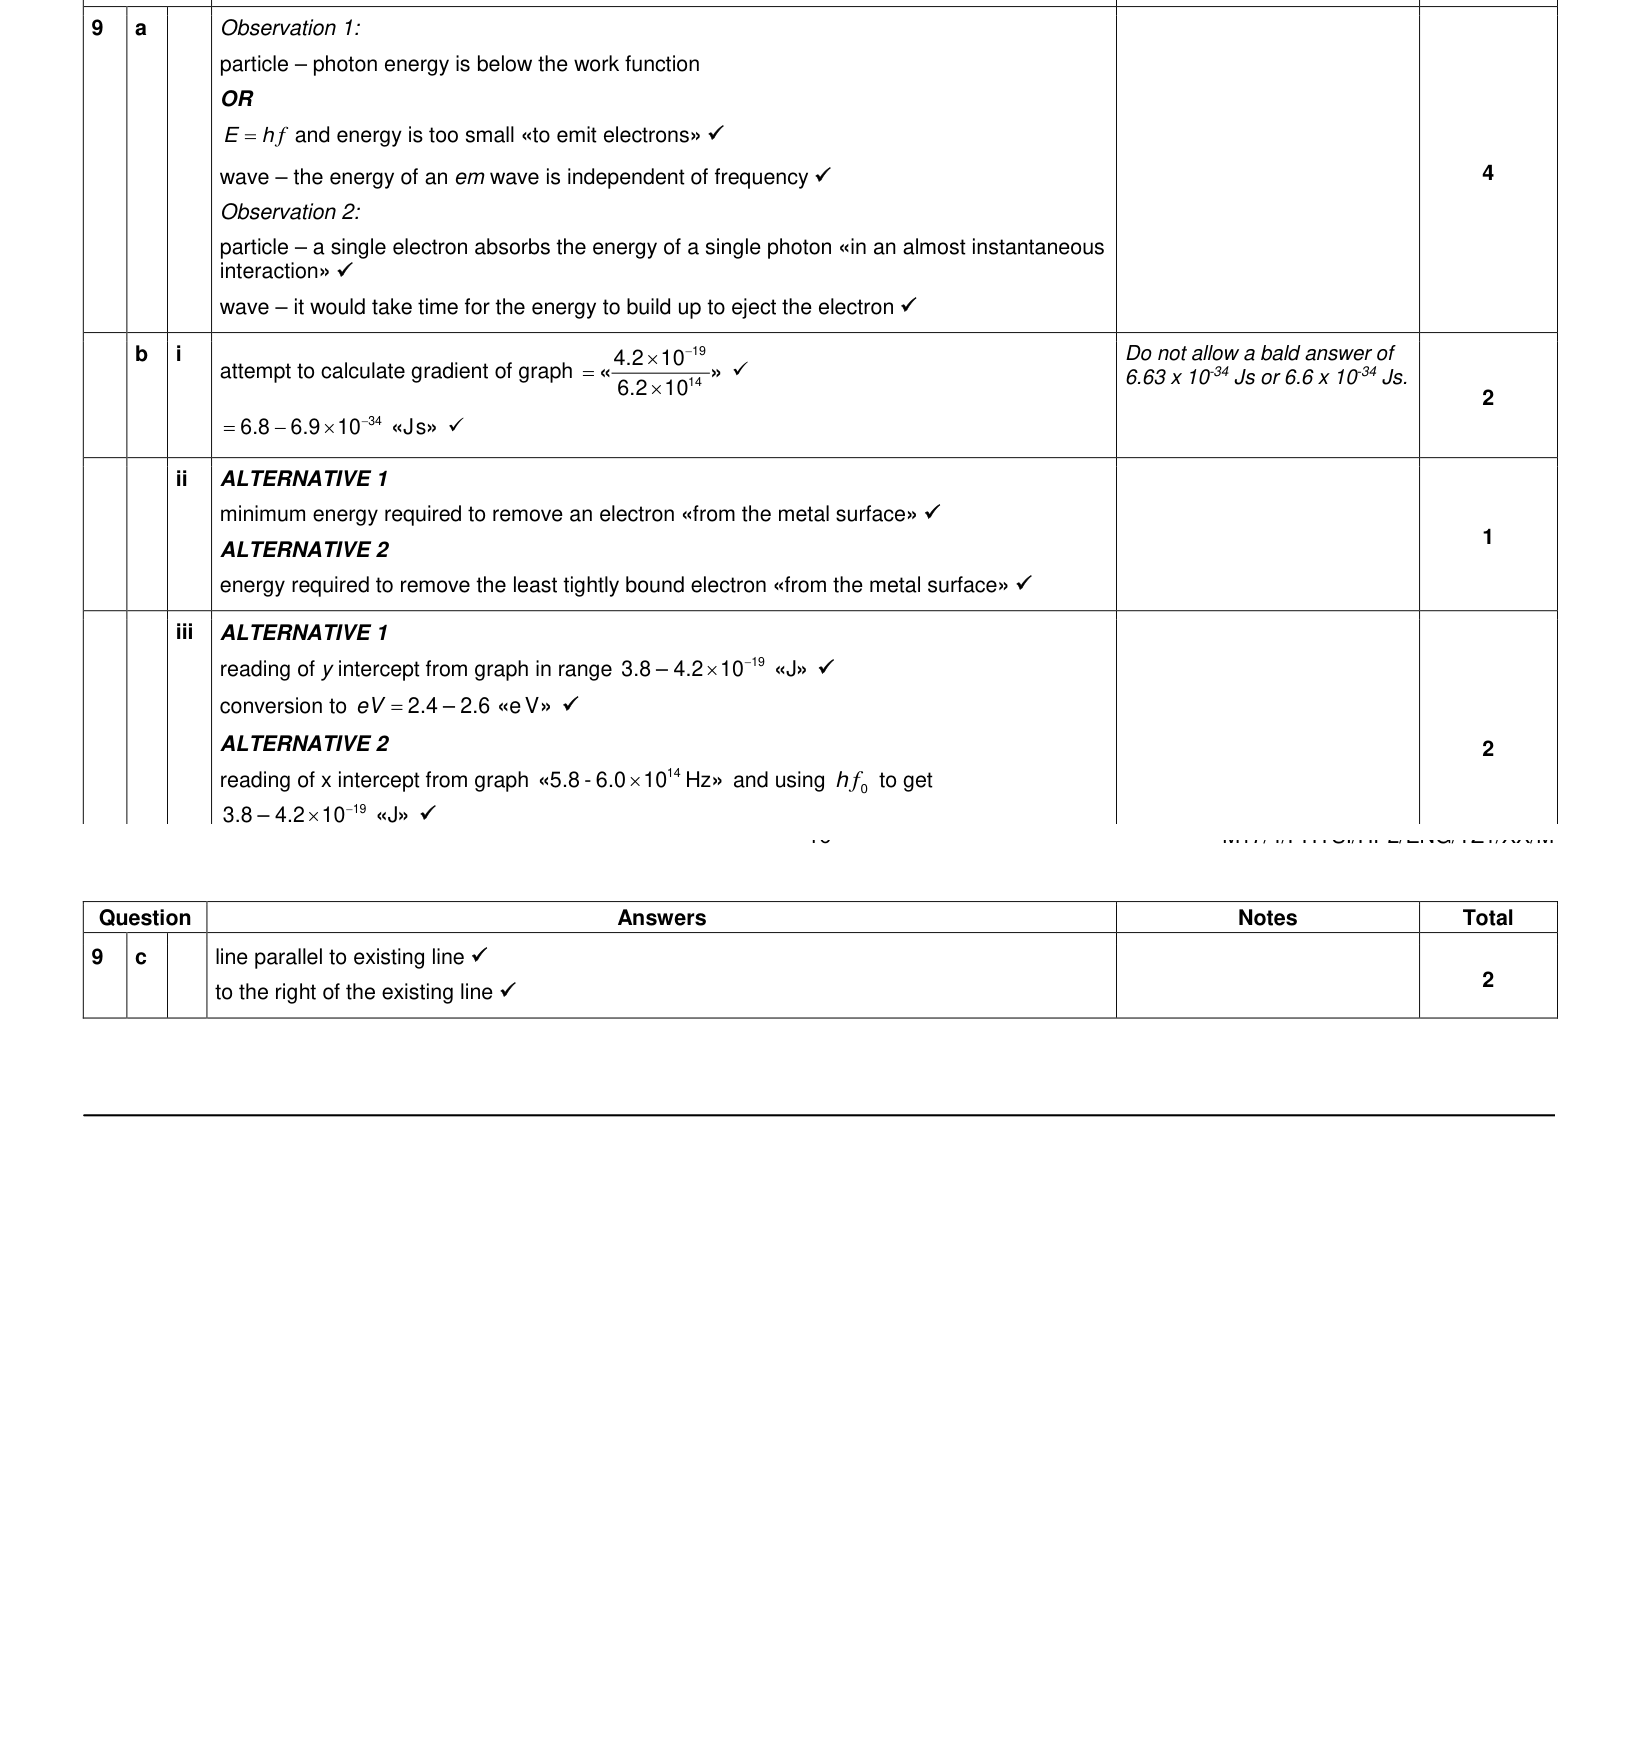 9 a Observation 1:
particle – photon energy is below the work function
OR
E = hf and energy is too small «to emit electrons» ✓
wave – the energy of an em wave is independent of frequency ✓
Observation 2:
particle – a single electron absorbs the energy of a single photon «in an almost instantaneous
interaction» ✓
wave – it would take time for the energy to build up to eject the electron ✓
4
b i attempt to calculate gradient of graph = «4.2×10⁻¹⁹/6.2×10¹⁴» ✓
= 6.8 – 6.9×10⁻³⁴ «Js» ✓
Do not allow a bald answer of
6.63 x 10⁻³⁴ Js or 6.6 x 10⁻³⁴ Js.
2
ii ALTERNATIVE 1
minimum energy required to remove an electron «from the metal surface» ✓
ALTERNATIVE 2
energy required to remove the least tightly bound electron «from the metal surface» ✓
1
iii ALTERNATIVE 1
reading of y intercept from graph in range 3.8 – 4.2×10⁻¹⁹ «J» ✓
conversion to eV = 2.4 – 2.6 «eV» ✓
ALTERNATIVE 2
reading of x intercept from graph «5.8 - 6.0×10¹⁴ Hz» and using hf₀ to get
3.8 – 4.2×10⁻¹⁹ «J» ✓
2
Question Answers Notes Total
9 c line parallel to existing line ✓
to the right of the existing line ✓
2